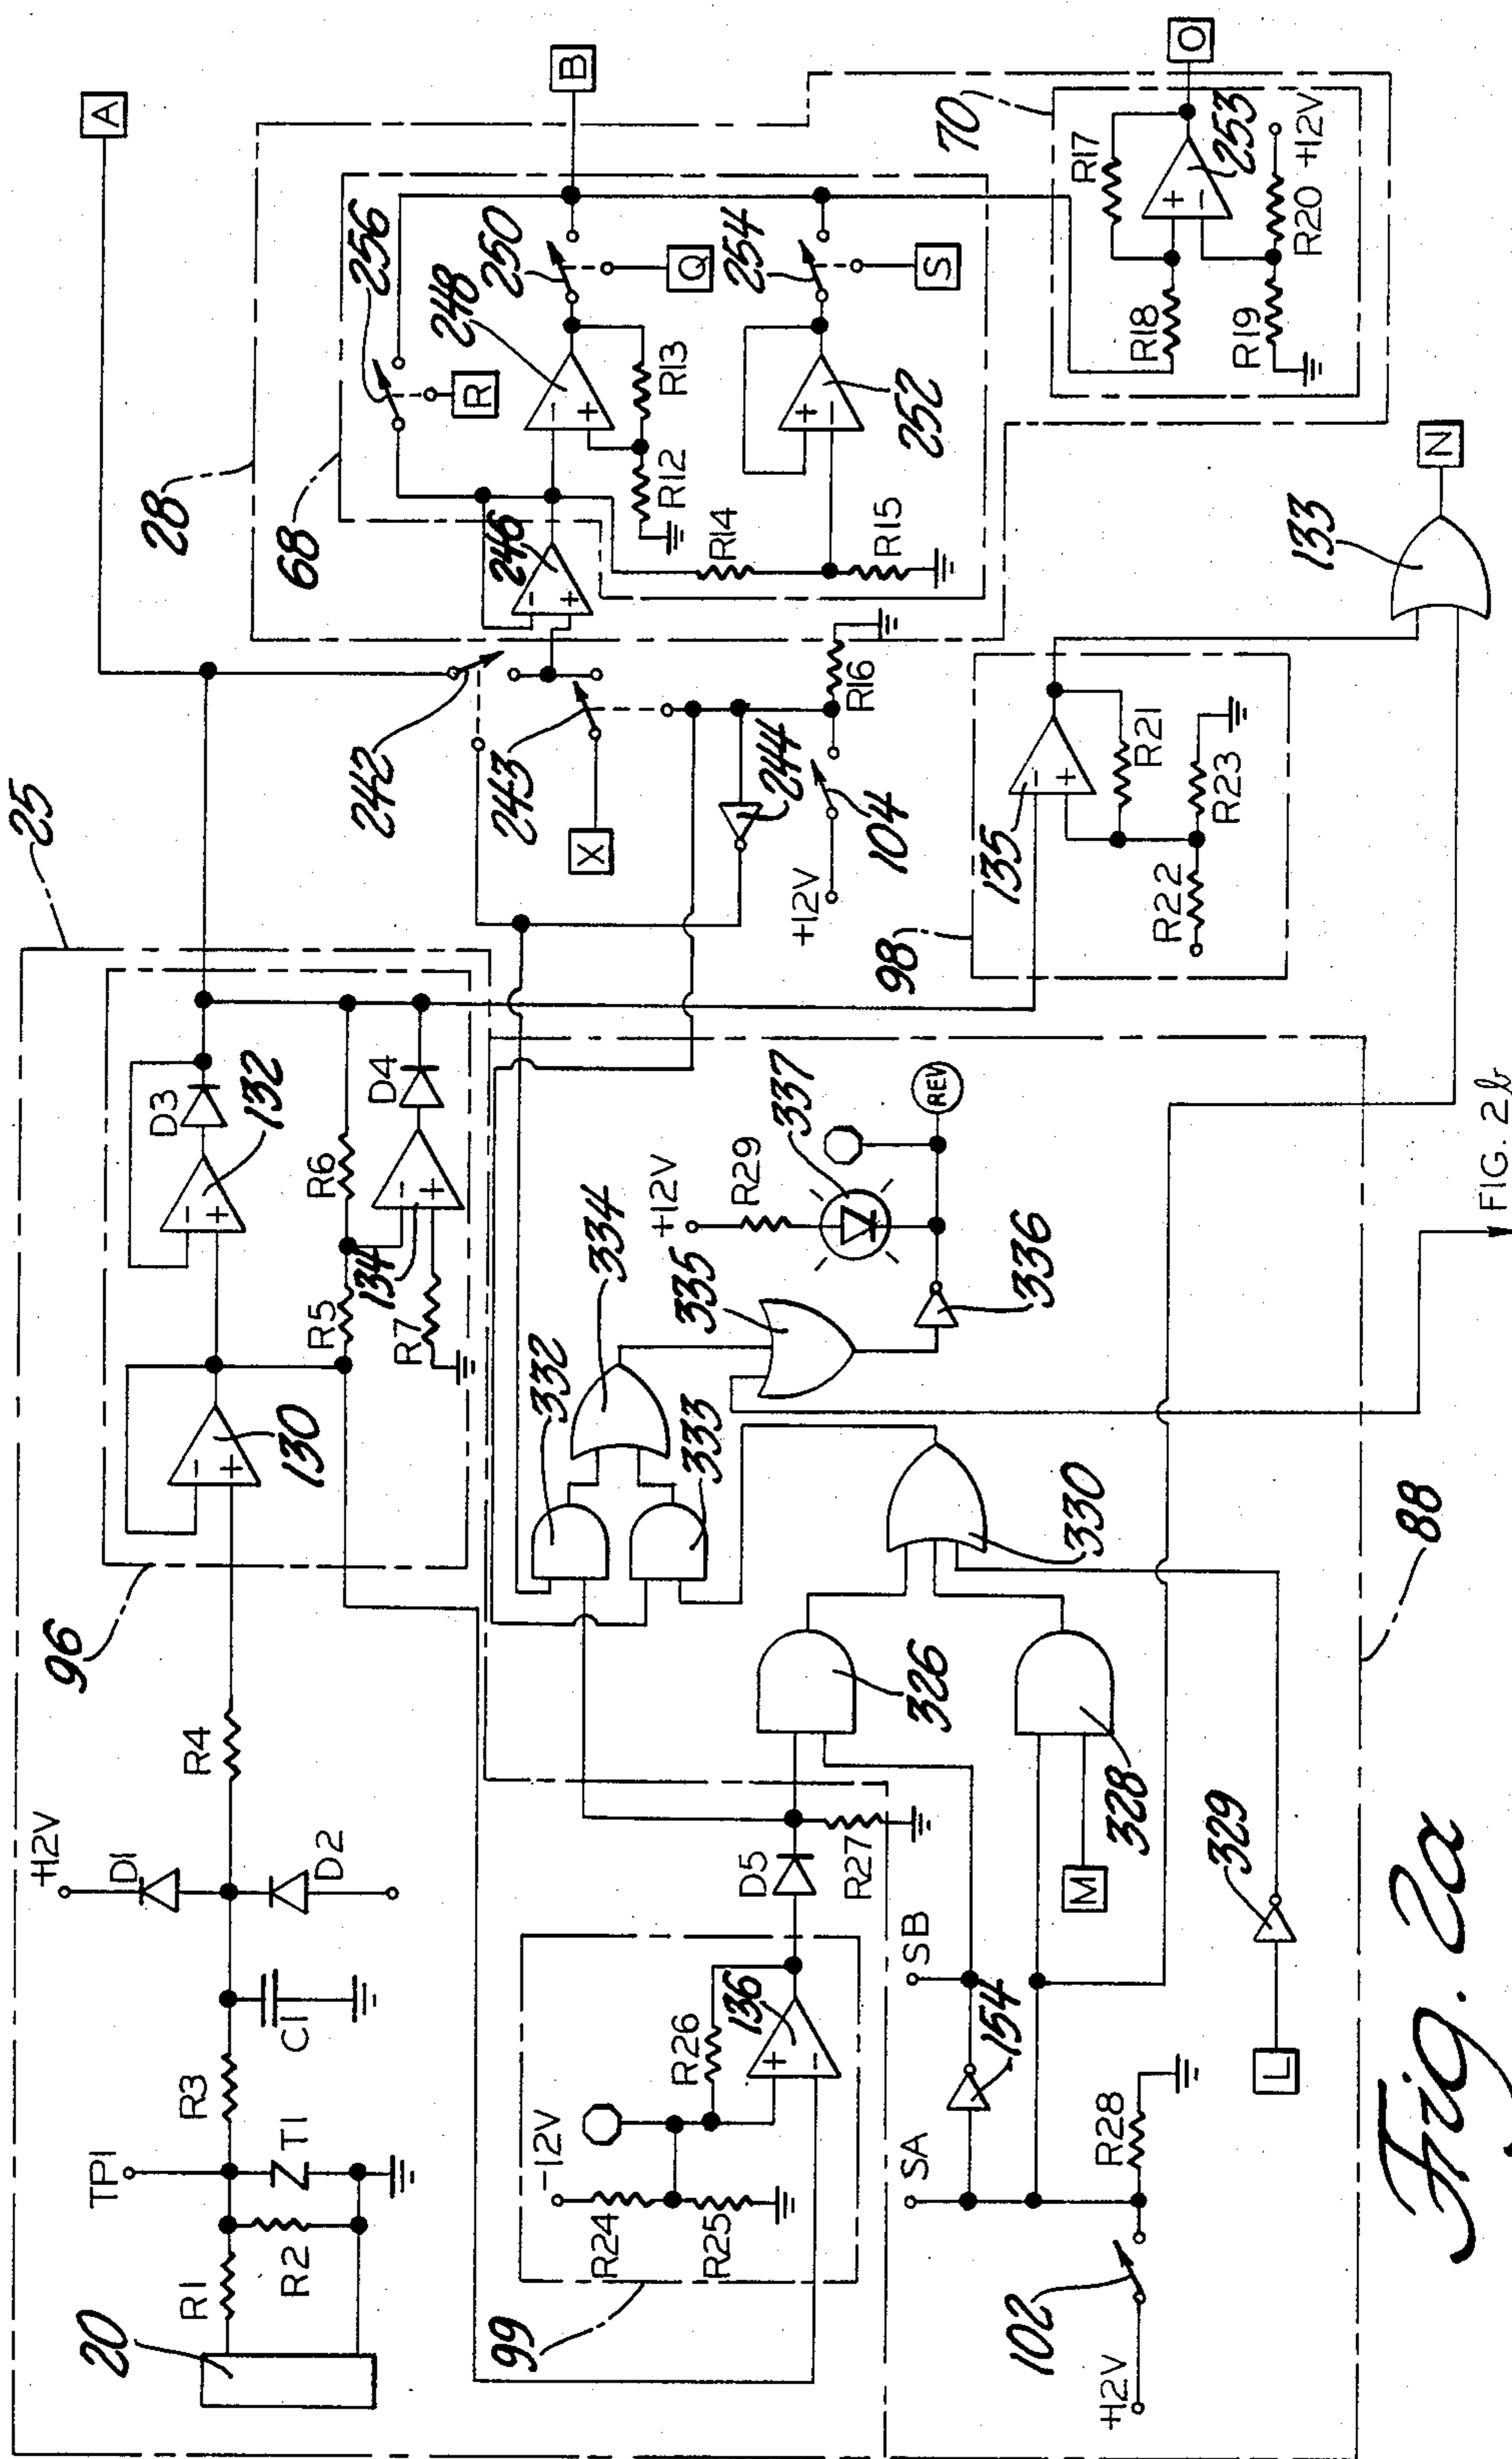 A
B
28
68
256
R
248
250
Q
246
R12
R13
R14
R15
252
254
S
70
R17
R18
253
R19
R20
+12V
O
25
242
243
X
244
R16
+12V
104
98
135
R21
R22
R23
133
N
96
D3
132
130
R5
R6
134
D4
R7
20
R1
R2
TP1
T1
R3
C1
+12V
D1
D2
R4
99
-12V
R24
R25
R26
136
D5
R27
332
333
334
335
+12V
R29
337
REV
336
326
330
328
M
SA
SB
154
102
+12V
R28
L
329
88
FIG. 2b
Fig. 2a